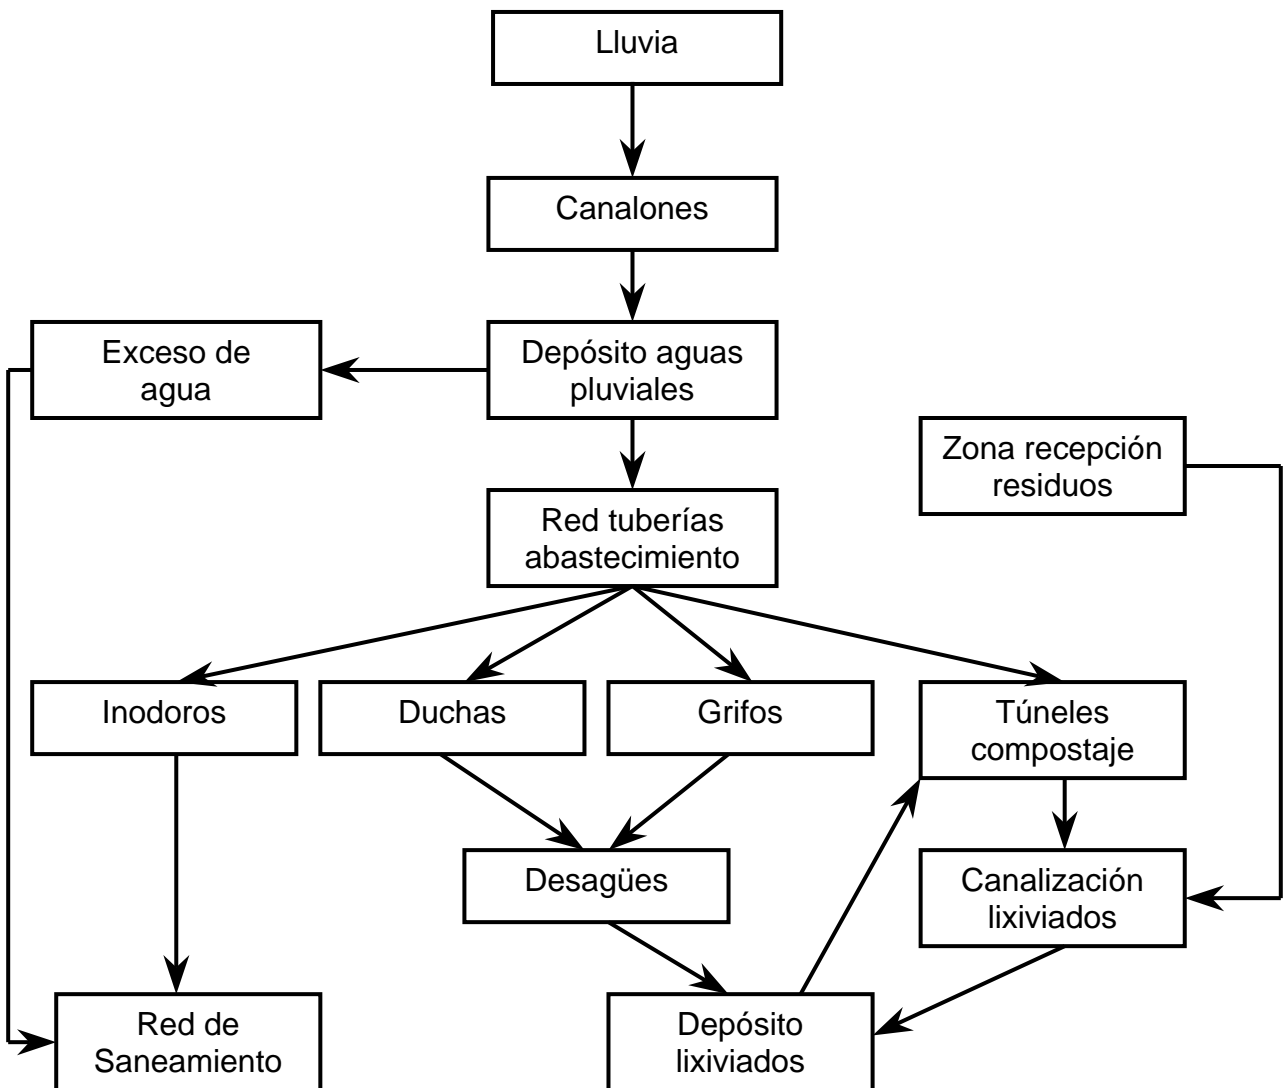 Lluvia
Canalones
Exceso de
agua
Depósito aguas
pluviales
Zona recepción
residuos
Red tuberías
abastecimiento
Inodoros
Duchas
Grifos
Túneles
compostaje
Desagües
Canalización
lixiviados
Red de
Saneamiento
Depósito
lixiviados